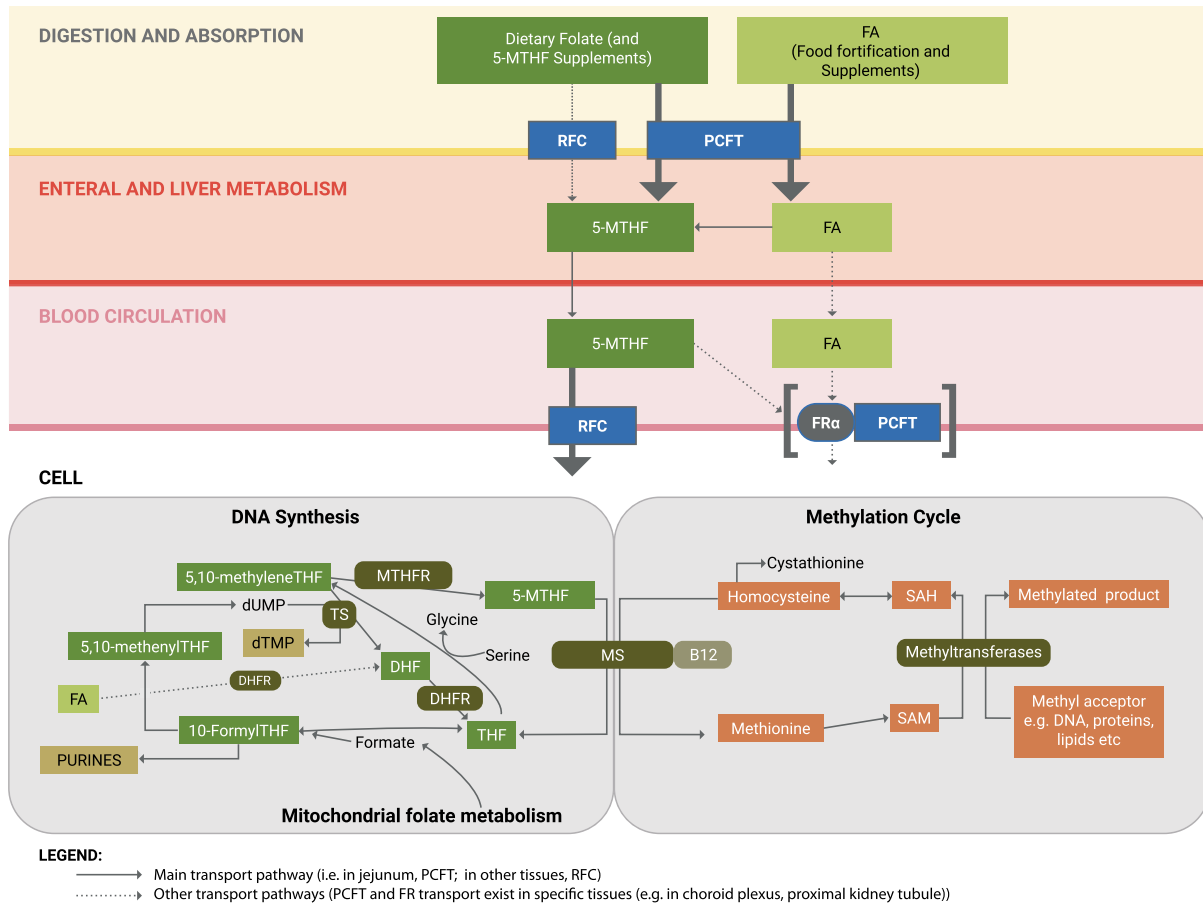 DIGESTION AND ABSORPTION
Dietary Folate (and
5-MTHF Supplements)
FA
(Food fortification and
Supplements)
RFC
PCFT
ENTERAL AND LIVER METABOLISM
5-MTHF
FA
BLOOD CIRCULATION
5-MTHF
FA
RFC
FRα
PCFT
CELL
DNA Synthesis
5,10-methyleneTHF
MTHFR
5-MTHF
dUMP
TS
Glycine
dTMP
5,10-methenylTHF
Serine
DHF
DHFR
FA
DHFR
10-FormylTHF
THF
Formate
PURINES
Mitochondrial folate metabolism
Methylation Cycle
Cystathionine
Homocysteine
SAH
Methylated product
MS
B12
Methyltransferases
Methionine
SAM
Methyl acceptor
e.g. DNA, proteins,
lipids etc
LEGEND:
Main transport pathway (i.e. in jejunum, PCFT; in other tissues, RFC)
Other transport pathways (PCFT and FR transport exist in specific tissues (e.g. in choroid plexus, proximal kidney tubule))